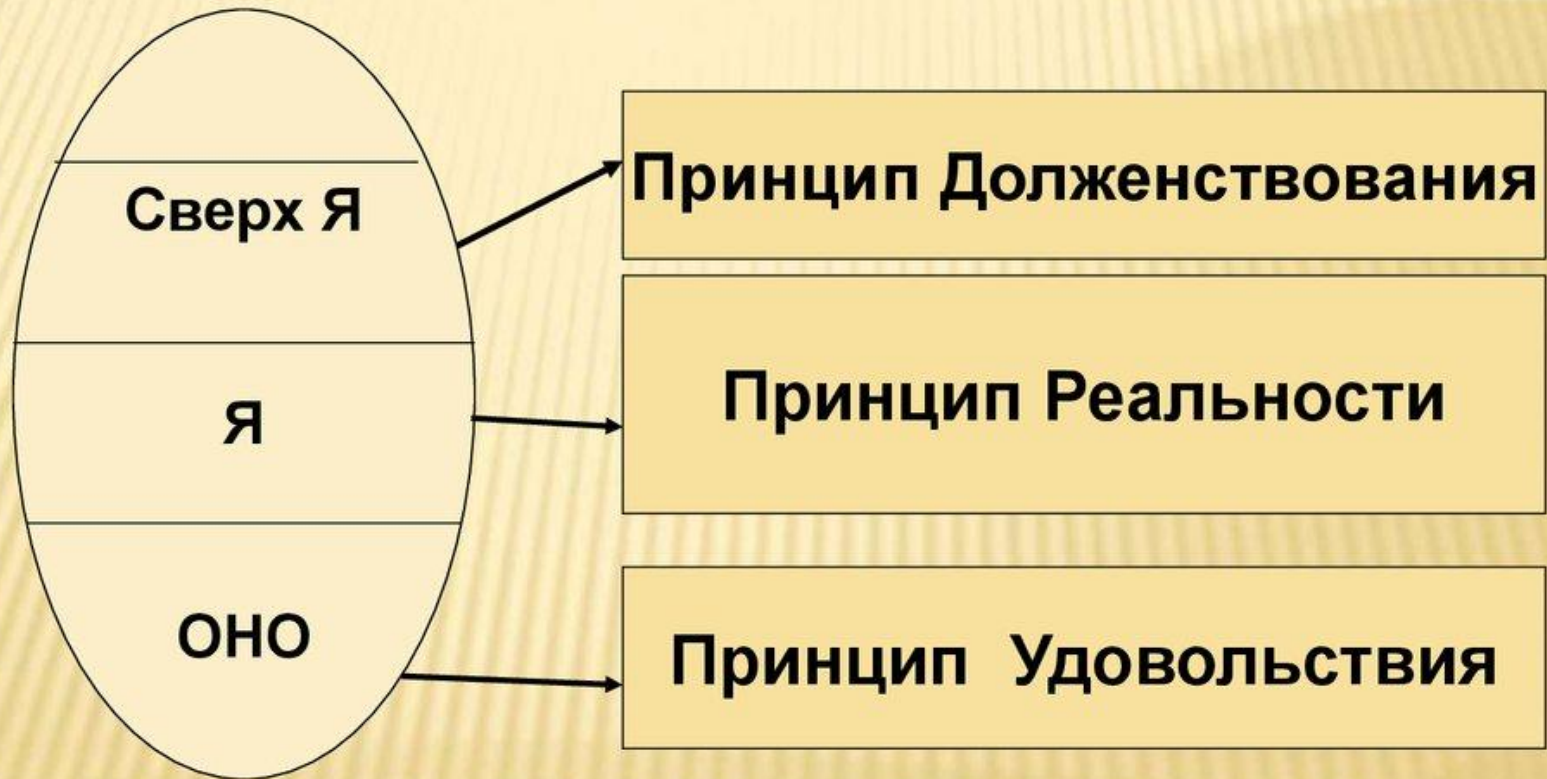 Сверх Я
Принцип Долженствования
Я
Принцип Реальности
ОНО
Принцип Удовольствия